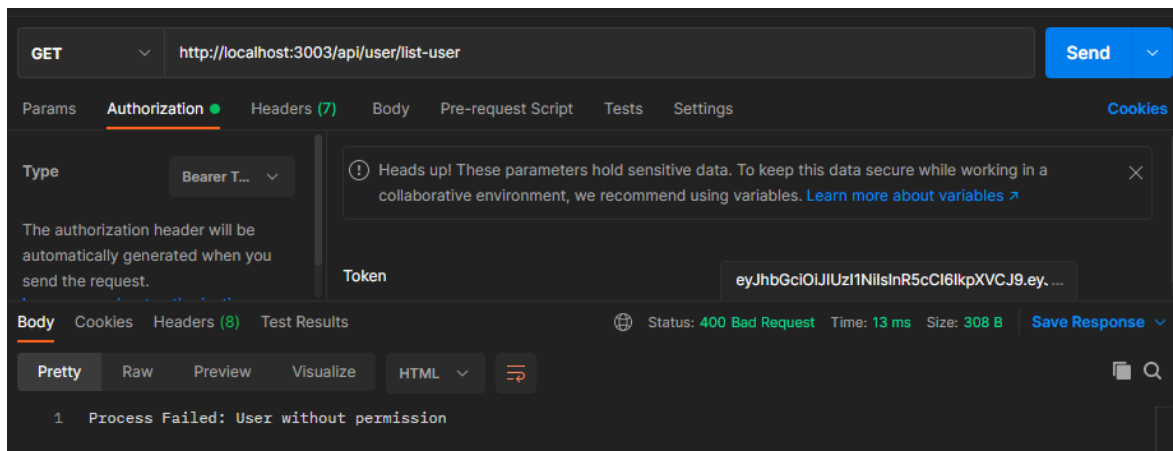 GET http://localhost:3003/api/user/list-user Send
Params Authorization Headers (7) Body Pre-request Script Tests Settings Cookies
Type Bearer T...
Heads up! These parameters hold sensitive data. To keep this data secure while working in a
collaborative environment, we recommend using variables. Learn more about variables ↗
The authorization header will be
automatically generated when you
send the request.
Token eyJhbGciOiJIUzI1NiIsInR5cCI6IkpXVCJ9.ey. ...
Body Cookies Headers (8) Test Results Status: 400 Bad Request Time: 13 ms Size: 308 B Save Response
Pretty Raw Preview Visualize HTML
1 Process Failed: User without permission